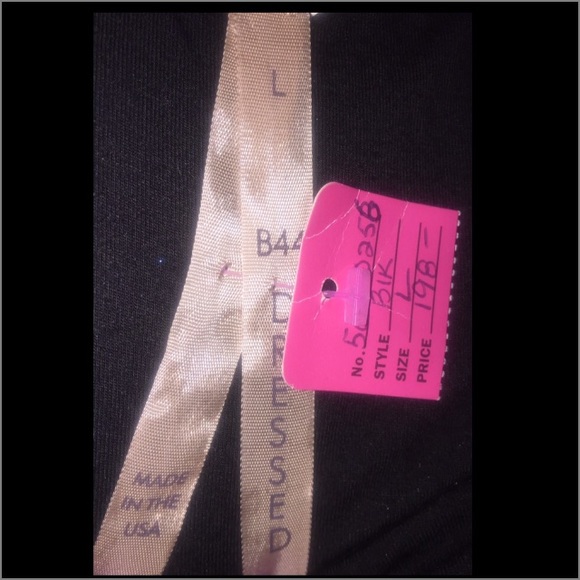 L
B44
DRESSED
MADE
IN THE
USA
No.
STYLE BlK
SIZE L
PRICE 198-